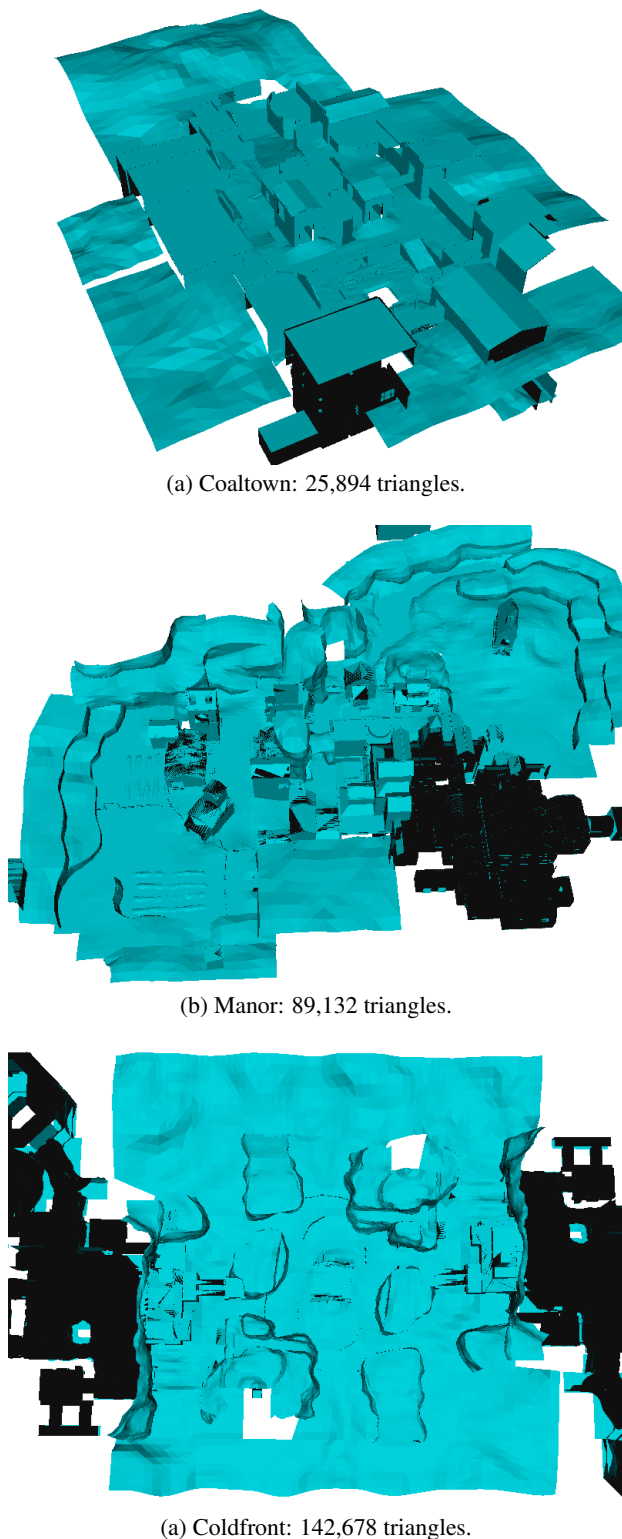 (a) Coaltown: 25,894 triangles.
(b) Manor: 89,132 triangles.
(a) Coldfront: 142,678 triangles.